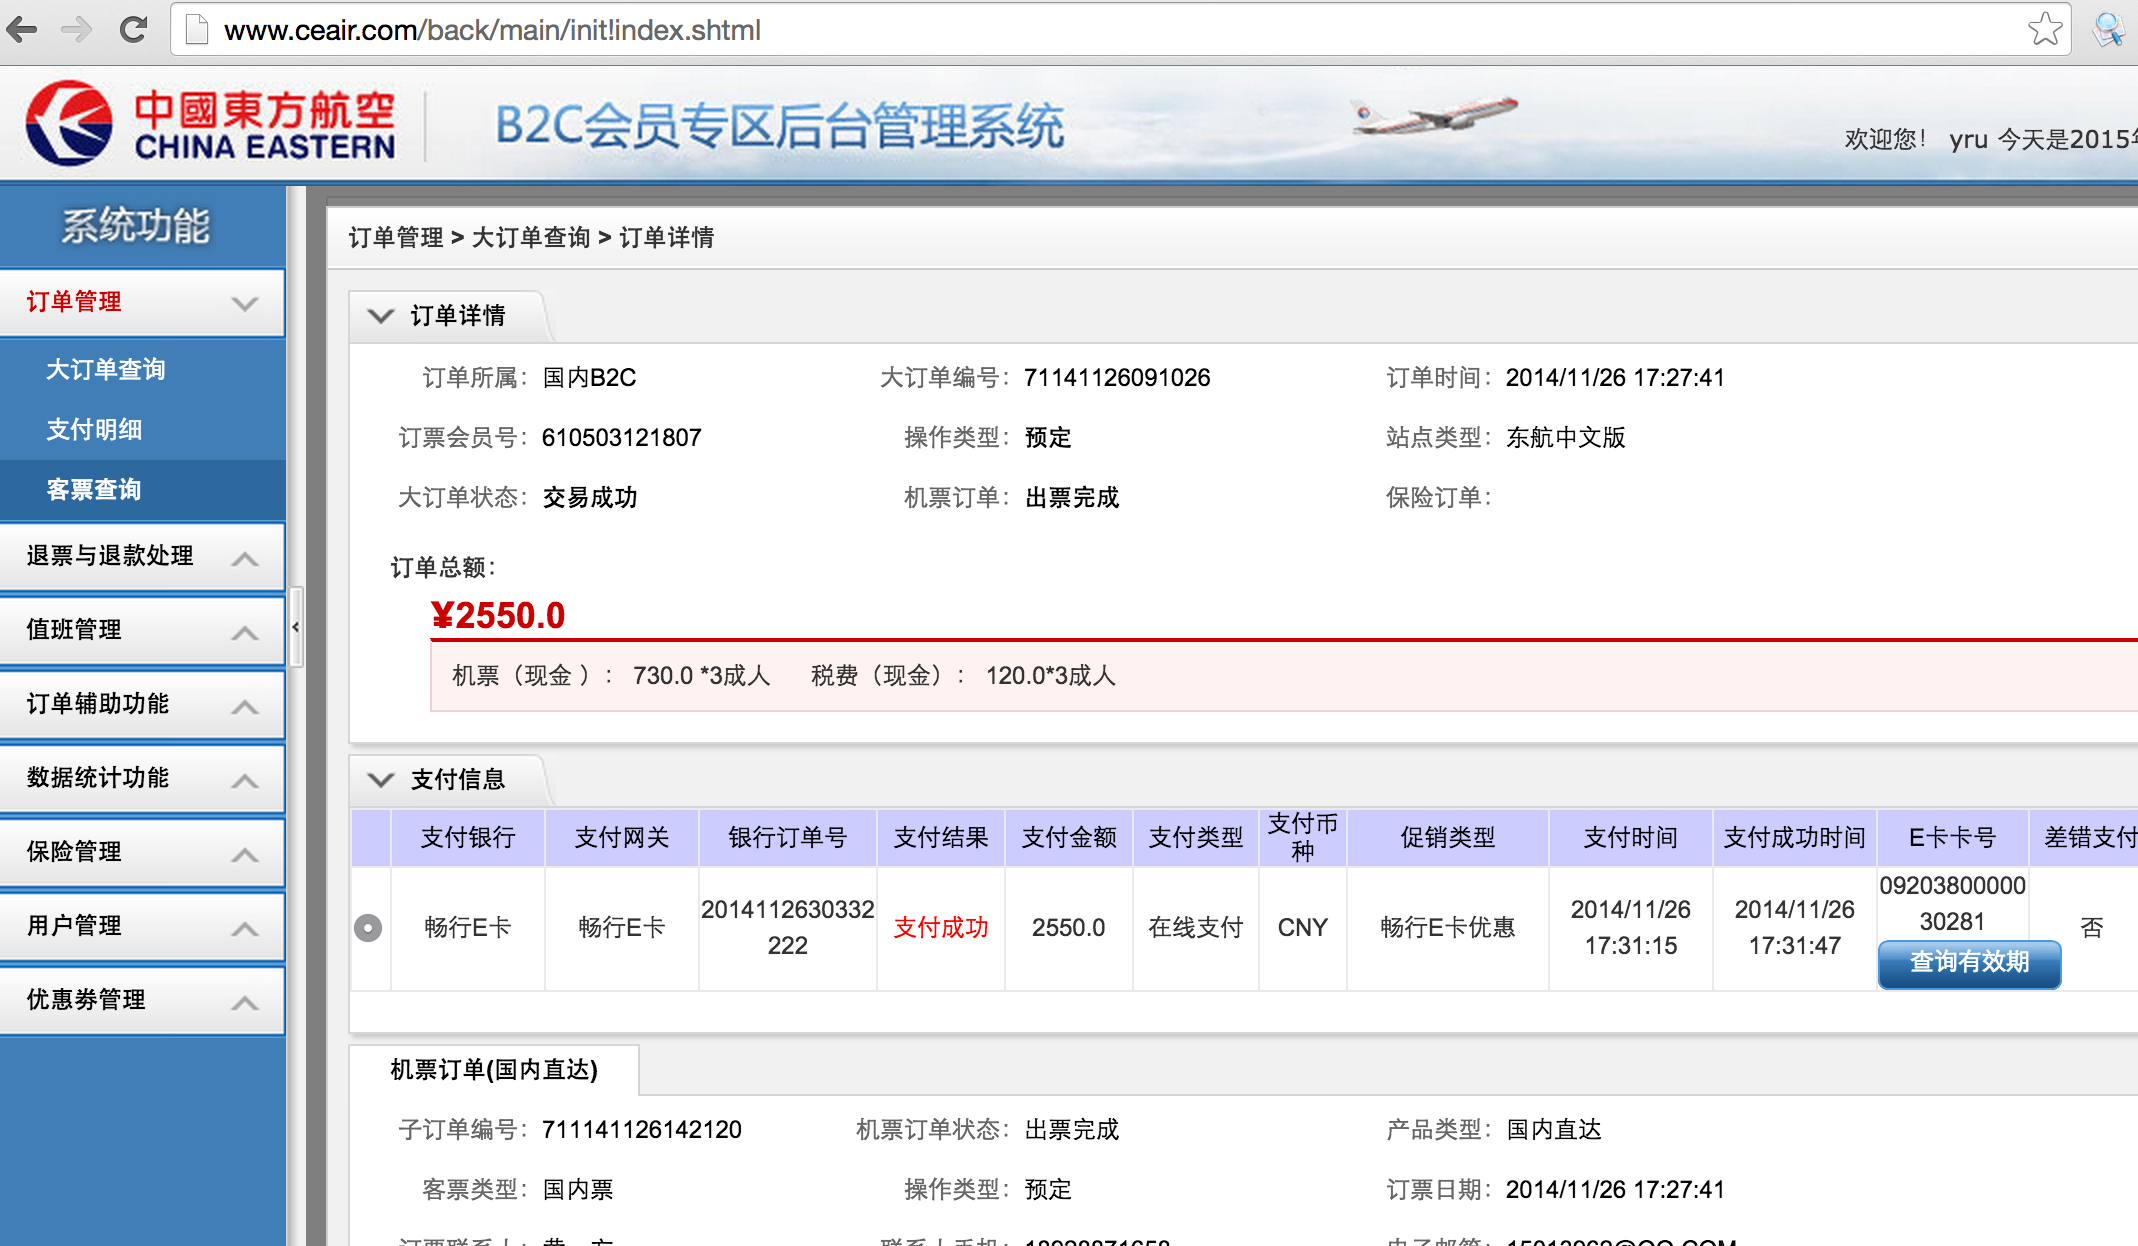 www.ceair.com/back/main/init!index.shtml
中國東方航空
CHINA EASTERN
B2C会员专区后台管理系统
欢迎您! yru 今天是2015
系统功能
订单管理
大订单查询
支付明细
客票查询
退票与退款处理
值班管理
订单辅助功能
数据统计功能
保险管理
用户管理
优惠券管理
订单管理 > 大订单查询 > 订单详情
订单详情
订单所属: 国内B2C 大订单编号: 71141126091026 订单时间: 2014/11/26 17:27:41
订票会员号: 610503121807 操作类型: 预定 站点类型: 东航中文版
大订单状态: 交易成功 机票订单: 出票完成 保险订单:
订单总额:
¥2550.0
机票（现金 ）: 730.0 *3成人 税费（现金）: 120.0*3成人
支付信息
支付银行 支付网关 银行订单号 支付结果 支付金额 支付类型 支付币种 促销类型 支付时间 支付成功时间 E卡卡号 差错支付
畅行E卡 畅行E卡 2014112630332222 支付成功 2550.0 在线支付 CNY 畅行E卡优惠 2014/11/26 17:31:15 2014/11/26 17:31:47 0920380000030281 否
查询有效期
机票订单(国内直达)
子订单编号: 711141126142120 机票订单状态: 出票完成 产品类型: 国内直达
客票类型: 国内票 操作类型: 预定 订票日期: 2014/11/26 17:27:41